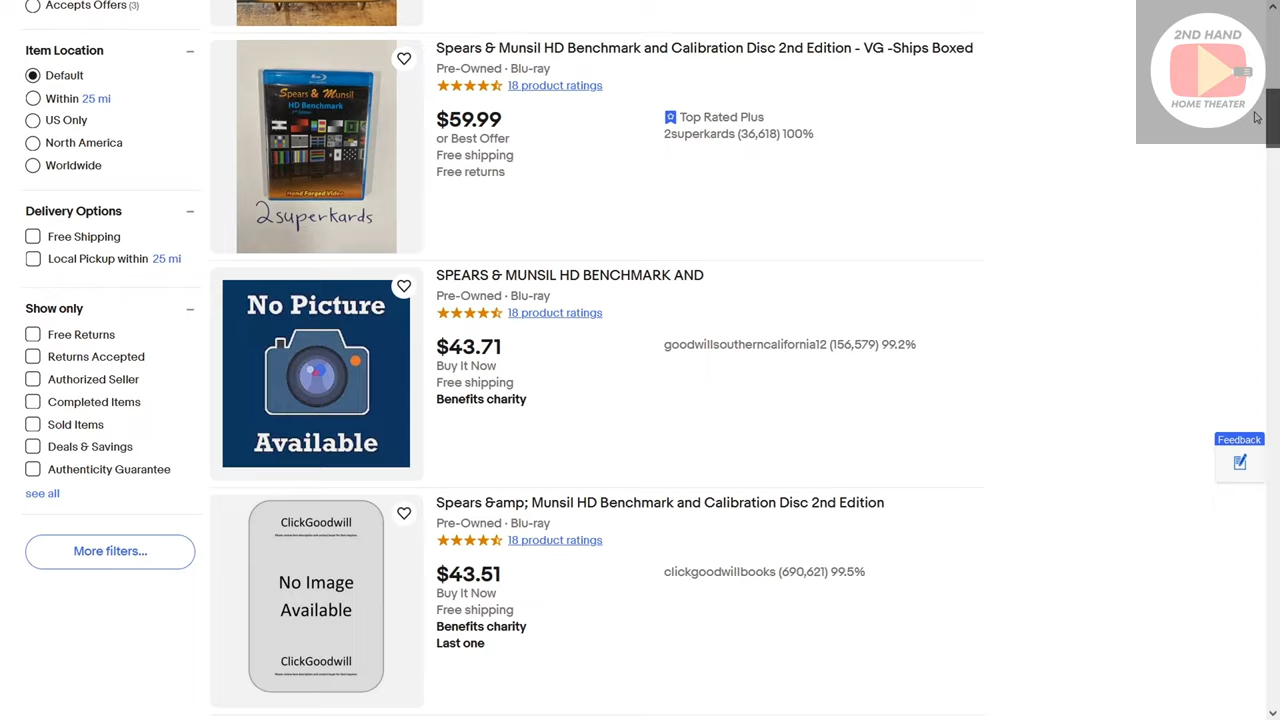 Accepts Offers (3)
Item Location
Default
Within 25 mi
US Only
North America
Worldwide
Delivery Options
Free Shipping
Local Pickup within 25 mi
Show only
Free Returns
Returns Accepted
Authorized Seller
Completed Items
Sold Items
Deals & Savings
Authenticity Guarantee
see all
More filters...
Spears & Munsil
HD Benchmark
Hand Forged Video
2superkards
Spears & Munsil HD Benchmark and Calibration Disc 2nd Edition - VG -Ships Boxed
Pre-Owned · Blu-ray
18 product ratings
$59.99
or Best Offer
Free shipping
Free returns
Top Rated Plus
2superkards (36,618) 100%
No Picture
Available
SPEARS & MUNSIL HD BENCHMARK AND
Pre-Owned · Blu-ray
18 product ratings
$43.71
Buy It Now
Free shipping
Benefits charity
goodwillsoutherncalifornia12 (156,579) 99.2%
ClickGoodwill
No Image
Available
ClickGoodwill
Spears &amp; Munsil HD Benchmark and Calibration Disc 2nd Edition
Pre-Owned · Blu-ray
18 product ratings
$43.51
Buy It Now
Free shipping
Benefits charity
Last one
clickgoodwillbooks (690,621) 99.5%
2ND HAND
HOME THEATER
Feedback